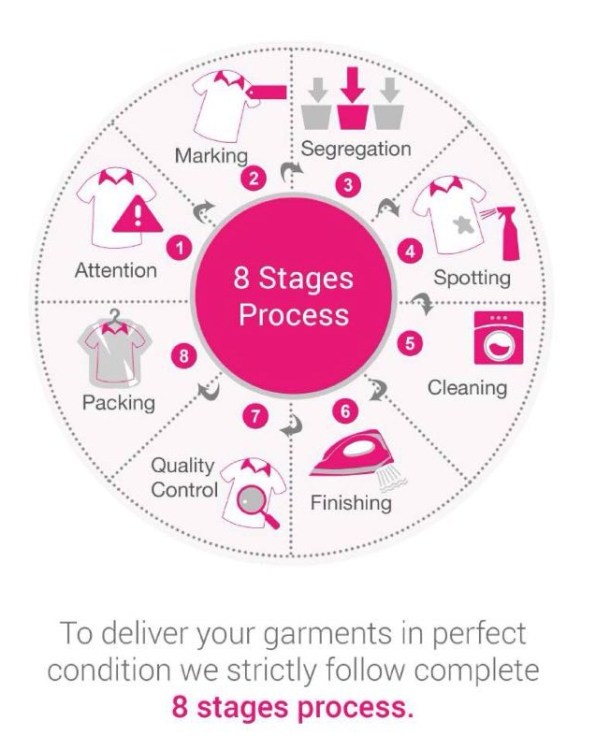 8 Stages
Process
1
Attention
2
Marking
3
Segregation
4
Spotting
5
Cleaning
6
Finishing
7
Quality
Control
8
Packing
To deliver your garments in perfect
condition we strictly follow complete
8 stages process.